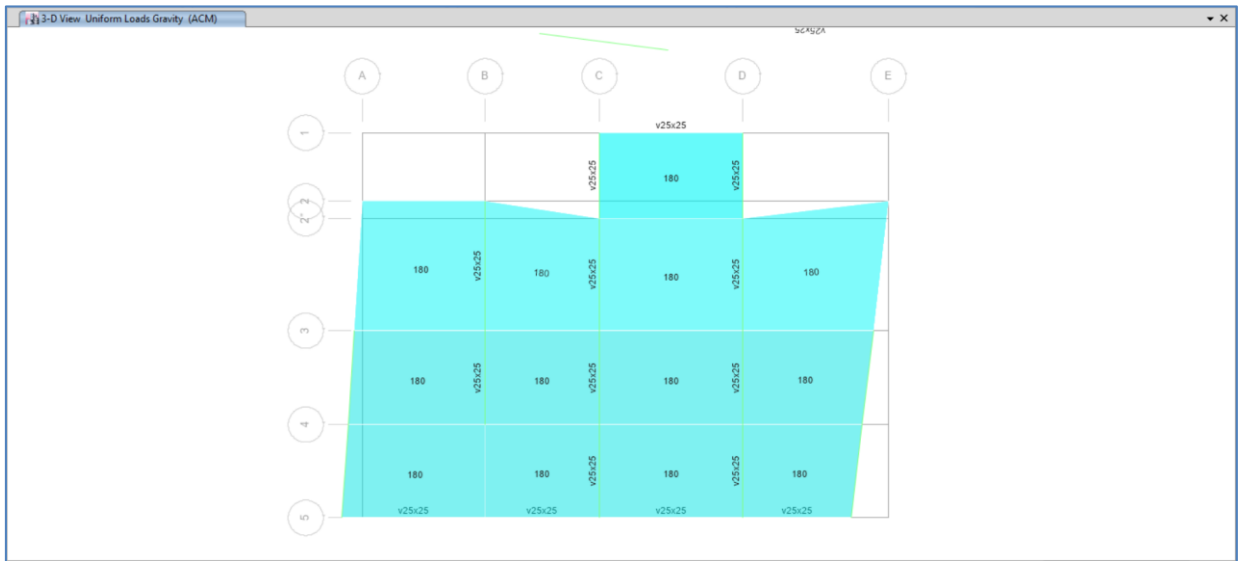 3-D View Uniform Loads Gravity (ACM)
v25x25
A B C D E
1
v25x25
v25x25 180 v25x25
2
2'
180 v25x25 180 v25x25 180 v25x25 180
3
180 v25x25 180 v25x25 180 v25x25 180
4
180 180 v25x25 180 v25x25 180
v25x25 v25x25 v25x25 v25x25
5